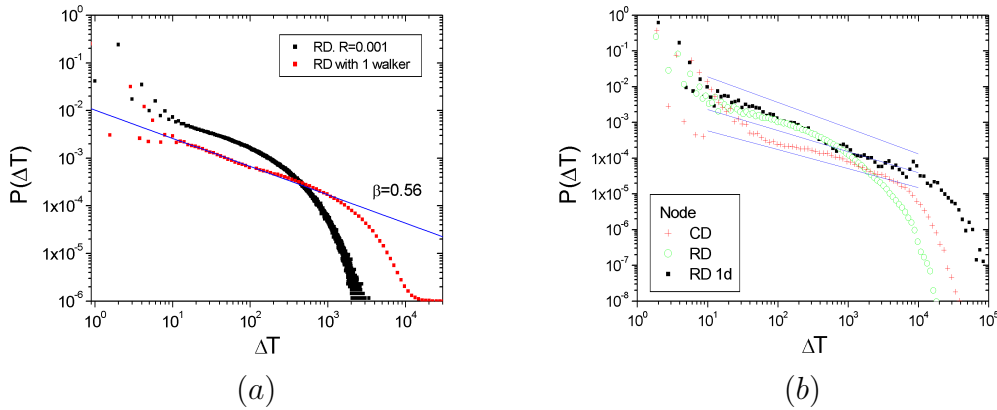 10^0
10^-1
10^-2
10^-3
1x10^-4
1x10^-5
10^-6
P(ΔT)
RD. R=0.001
RD with 1 walker
β=0.56
10^0 10^1 10^2 10^3 10^4
ΔT
(a)
10^0
10^-1
10^-2
10^-3
1x10^-4
10^-5
10^-6
10^-7
10^-8
P(ΔT)
Node
CD
RD
RD 1d
10^0 10^1 10^2 10^3 10^4 10^5
ΔT
(b)